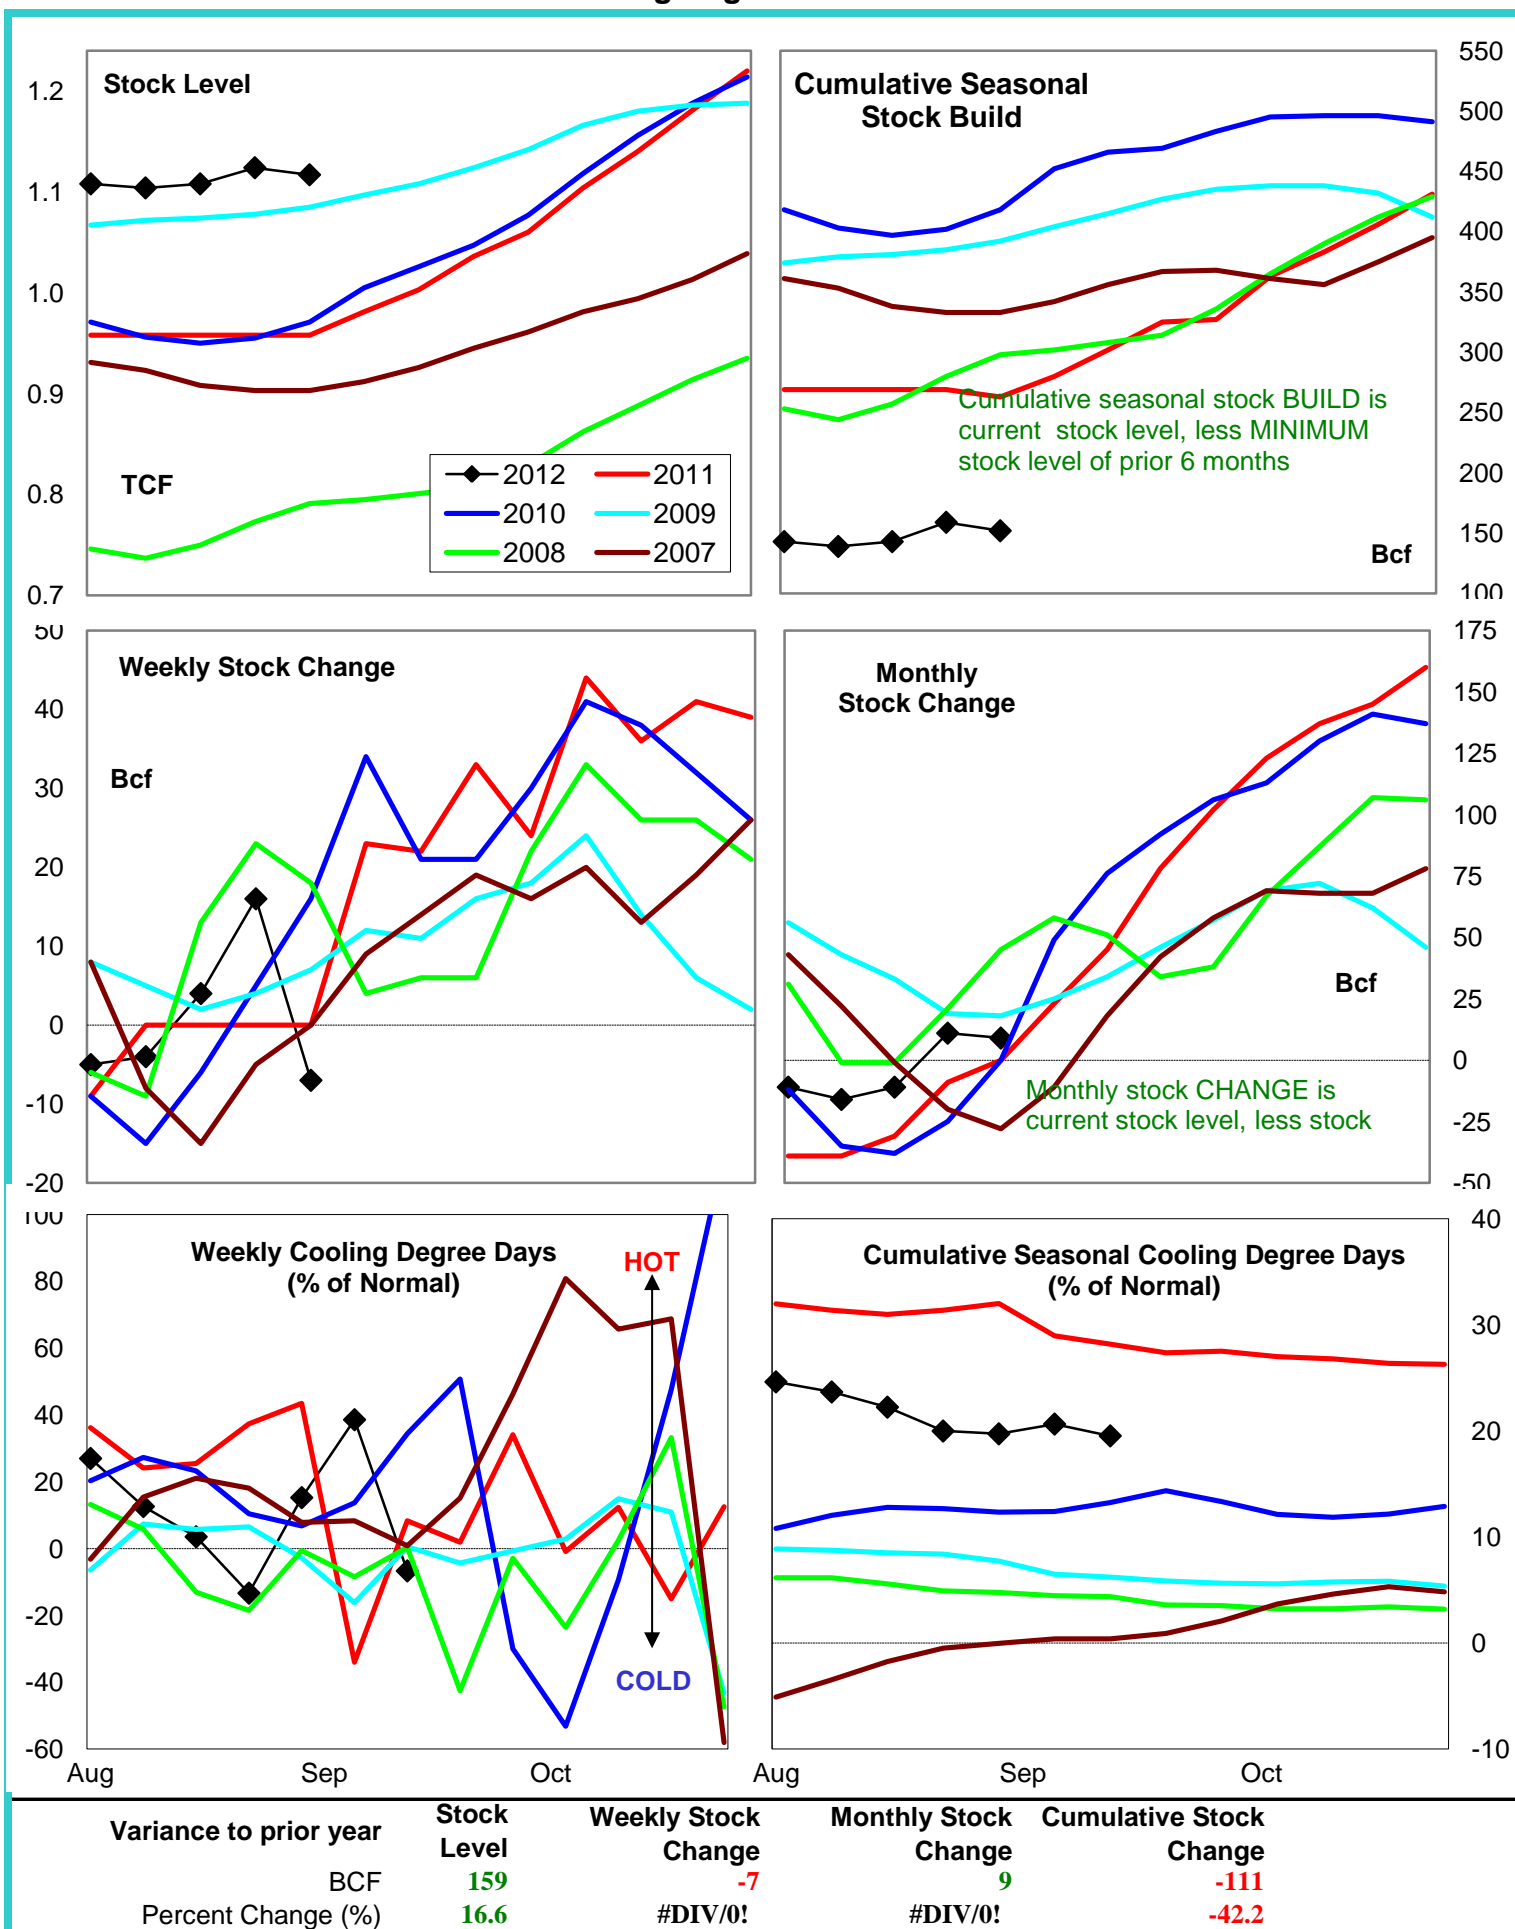 Stock Level
1.2
1.1
1.0
0.9
0.8
0.7
TCF
2012
2011
2010
2009
2008
2007
Cumulative Seasonal
Stock Build
550
500
450
400
350
300
250
200
150
100
Cumulative seasonal stock BUILD is
current stock level, less MINIMUM
stock level of prior 6 months
Bcf
Weekly Stock Change
50
40
30
20
10
0
-10
-20
Bcf
Monthly
Stock Change
175
150
125
100
75
50
25
0
-25
-50
Bcf
Monthly stock CHANGE is
current stock level, less stock
Weekly Cooling Degree Days
(% of Normal)
100
80
60
40
20
0
-20
-40
-60
HOT
COLD
Aug Sep Oct
Cumulative Seasonal Cooling Degree Days
(% of Normal)
40
30
20
10
0
-10
Aug Sep Oct
Variance to prior year
Stock
Level
Weekly Stock
Change
Monthly Stock
Change
Cumulative Stock
Change
BCF 159 -7 9 -111
Percent Change (%) 16.6 #DIV/0! #DIV/0! -42.2